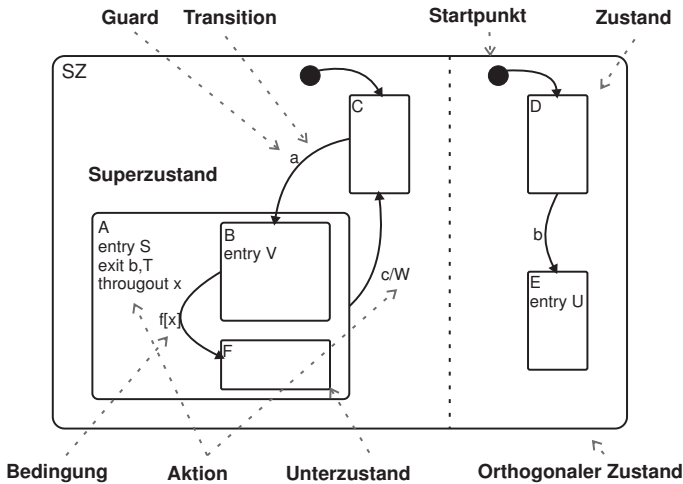 Guard Transition Startpunkt Zustand
SZ
C
D
a
Superzustand
A
entry S
exit b,T
througout x
B
entry V
b
c/W
E
entry U
f[x]
F
Bedingung Aktion Unterzustand Orthogonaler Zustand